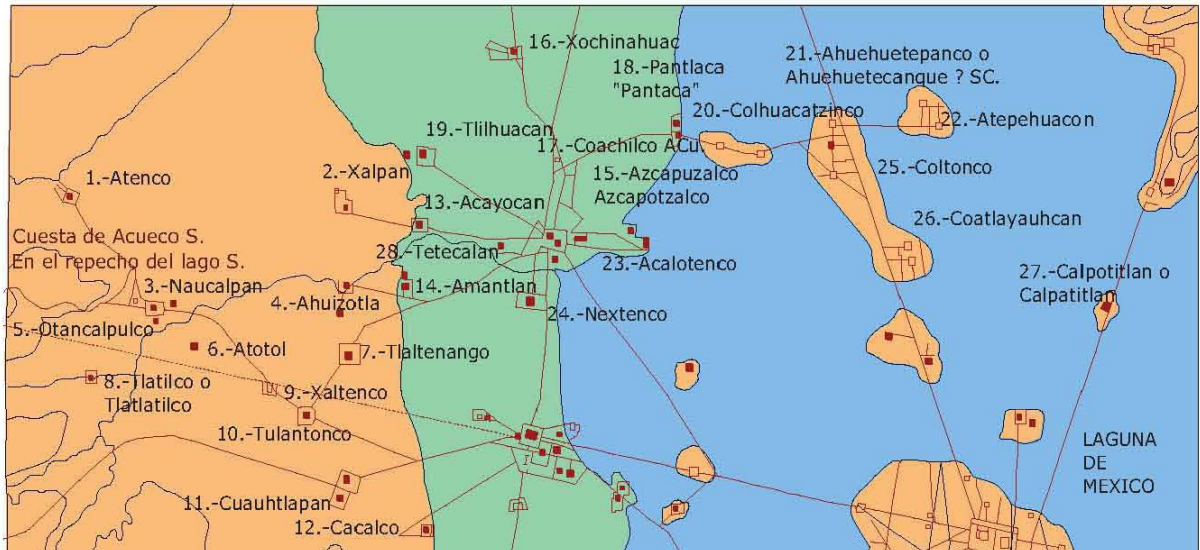 16.-Xochinahuac
18.-Pantlaca
"Pantaca"
21.-Ahuehuetepanco o
Ahuehuetecanque ? SC.
20.-Colhuacatzinco
22.-Atepehuacon
19.-Tlilhuacan
17.-Coachilco ACu.
1.-Atenco
2.-Xalpan
15.-Azcapuzalco
Azcapotzalco
25.-Coltonco
13.-Acayocan
26.-Coatlayauhcan
Cuesta de Acueco S.
En el repecho del lago S.
28.-Tetecalan
23.-Acalotenco
27.-Calpotitlan o
Calpatitlan
3.-Naucalpan
4.-Ahuizotla
14.-Amantlan
24.-Nextenco
5.-Otancalpulco
6.-Atotol
7.-Tlaltenango
8.-Tlatilco o
Tlatlatilco
9.-Xaltenco
10.-Tulantonco
LAGUNA
DE
MEXICO
11.-Cuauhtlapan
12.-Cacalco